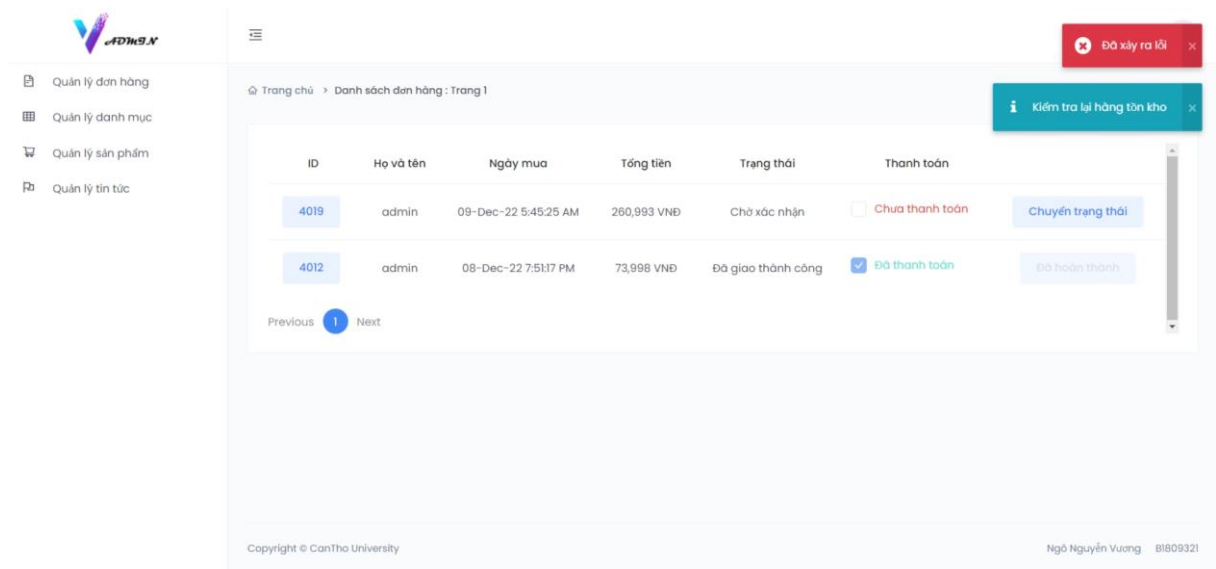 VADMIN
Đã xảy ra lỗi ×
Quản lý đơn hàng
Quản lý danh mục
Quản lý sản phẩm
Quản lý tin tức
Trang chủ > Danh sách đơn hàng : Trang 1
Kiểm tra lại hàng tồn kho ×
ID Họ và tên Ngày mua Tổng tiền Trạng thái Thanh toán
4019 admin 09-Dec-22 5:45:25 AM 260,993 VNĐ Chờ xác nhận Chưa thanh toán Chuyển trạng thái
4012 admin 08-Dec-22 7:51:17 PM 73,998 VNĐ Đã giao thành công Đã thanh toán Đã hoàn thành
Previous 1 Next
Copyright © CanTho University Ngô Nguyễn Vương B1809321